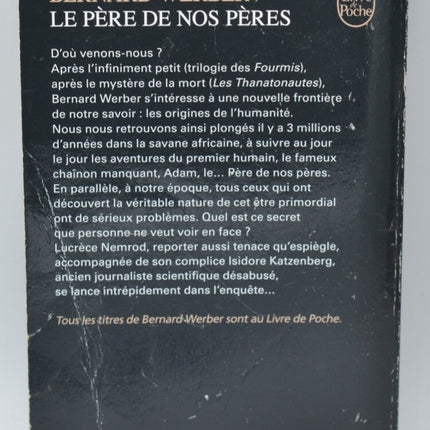 BERNARD WERBER
LE PÈRE DE NOS PÈRES
Livre
de
Poche
D'où venons-nous ?
Après l'infiniment petit (trilogie des Fourmis),
après le mystère de la mort (Les Thanatonautes),
Bernard Werber s'intéresse à une nouvelle frontière
de notre savoir : les origines de l'humanité.
Nous nous retrouvons ainsi plongés il y a 3 millions
d'années dans la savane africaine, à suivre au jour
le jour les aventures du premier humain, le fameux
chaînon manquant, Adam, le... Père de nos pères.
En parallèle, à notre époque, tous ceux qui ont
découvert la véritable nature de cet être primordial
ont de sérieux problèmes. Quel est ce secret
que personne ne veut voir en face ?
Lucrèce Nemrod, reporter aussi tenace qu'espiègle,
accompagnée de son complice Isidore Katzenberg,
ancien journaliste scientifique désabusé,
se lance intrépidement dans l'enquête...
Tous les titres de Bernard Werber sont au Livre de Poche.